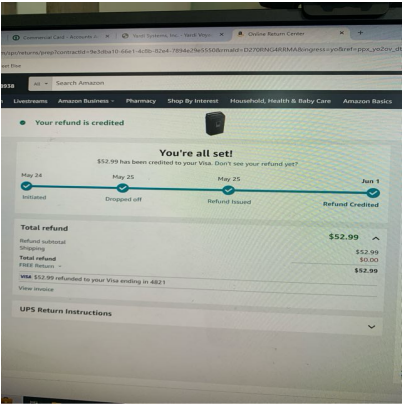 Commercial Card - Accounts
Yardi Systems, Inc. - Yardi
Online Return Center
All
Search Amazon
Livestreams Amazon Business Pharmacy Shop By Interest Household, Health & Baby Care Amazon Basics
Your refund is credited
You're all set!
$52.99 has been credited to your Visa. Don't see your refund yet?
May 24 May 25 May 25 Jun 1
Initiated Dropped off Refund Issued Refund Credited
Total refund $52.99
Refund subtotal $52.99
Shipping $0.00
Total refund $52.99
FREE Return
VISA $52.99 refunded to your Visa ending in 4821
View invoice
UPS Return Instructions